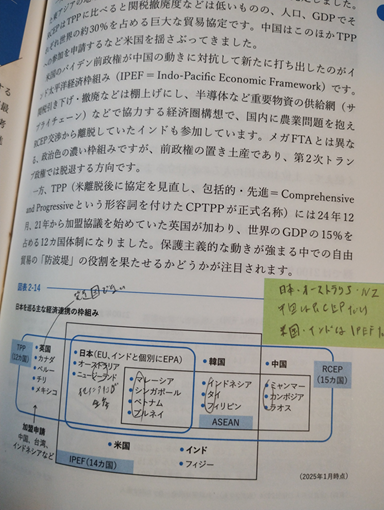 RCEPはTPPに比べると関税撤廃度などは低いものの、人口、GDPでそ
ぞれ世界の約30%を占める巨大な貿易協定です。中国はこのほかTPP
への参加を申請するなど米国を揺さぶってきました。
米国のバイデン前政権が中国の動きに対抗して新たに打ち出したのがイ
ンド太平洋経済枠組み（IPEF = Indo-Pacific Economic Framework）です。
関税引き下げ・撤廃などは棚上げにし、半導体など重要物資の供給網（サ
プライチェーン）などで協力する経済圏構想で、国内に農業問題を抱え
RCEP交渉から離脱していたインドも参加しています。メガFTAとは異な
る、政治色の濃い枠組みですが、前政権の置き土産であり、第2次トラン
プ政権では脱退する方向です。
一方、TPP（米離脱後に協定を見直し、包括的・先進＝Comprehensive
and Progressiveという形容詞を付けたCPTPPが正式名称）には24年12
月、21年から加盟協議を始めていた英国が加わり、世界のGDPの15%を
占める12カ国体制になりました。保護主義的な動きが強まる中での自由
貿易の「防波堤」の役割を果たせるかどうかが注目されます。
図表 2-14
日本を巡る主な経済連携の枠組み
日本・オーストラリア・NZ
TPP
(12カ国)
英国
カナダ
ペルー
チリ
メキシコ
日本(EU、インドと個別にEPA)
オーストラリア
ニュージーランド
マレーシア
シンガポール
ベトナム
ブルネイ
韓国
インドネシア
タイ
フィリピン
ASEAN
中国
ミャンマー
カンボジア
ラオス
RCEP
(15カ国)
加盟申請
中国、台湾、
インドネシアなど
米国
インド
フィジー
IPEF(14カ国)
(2025年1月時点)